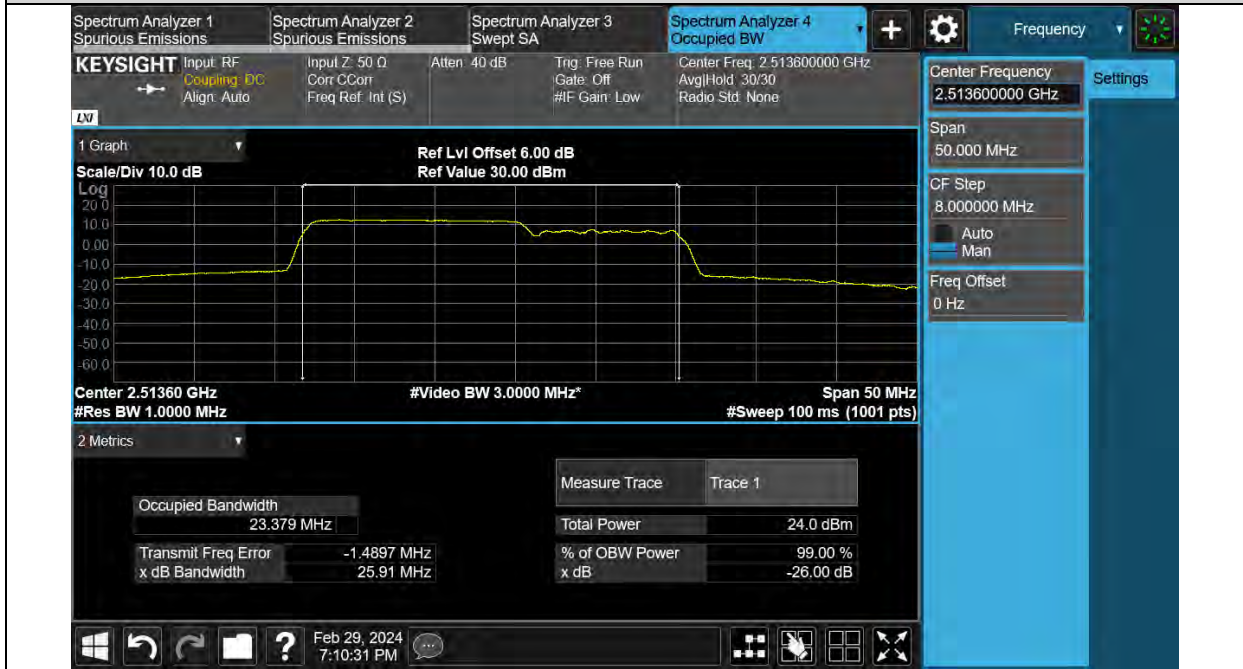 Spectrum Analyzer 1
Spurious Emissions
Spectrum Analyzer 2
Spurious Emissions
Spectrum Analyzer 3
Swept SA
Spectrum Analyzer 4
Occupied BW
+
Frequency
KEYSIGHT
Input: RF
Coupling: DC
Align: Auto
Input Z: 50 Ω
Corr CCorr
Freq Ref: Int (S)
Atten: 40 dB
Trig: Free Run
Gate: Off
#IF Gain: Low
Center Freq: 2.513600000 GHz
Avg|Hold: 30/30
Radio Std: None
LXI
Center Frequency
2.513600000 GHz
Settings
Span
50.000 MHz
CF Step
8.000000 MHz
Auto
Man
Freq Offset
0 Hz
1 Graph
Scale/Div 10.0 dB
Ref Lvl Offset 6.00 dB
Ref Value 30.00 dBm
Log
20.0
10.0
0.00
-10.0
-20.0
-30.0
-40.0
-50.0
-60.0
Center 2.51360 GHz
#Video BW 3.0000 MHz*
Span 50 MHz
#Res BW 1.0000 MHz
#Sweep 100 ms (1001 pts)
2 Metrics
Measure Trace
Trace 1
Occupied Bandwidth
23.379 MHz
Total Power
24.0 dBm
Transmit Freq Error
-1.4897 MHz
% of OBW Power
99.00 %
x dB Bandwidth
25.91 MHz
x dB
-26.00 dB
?
Feb 29, 2024
7:10:31 PM